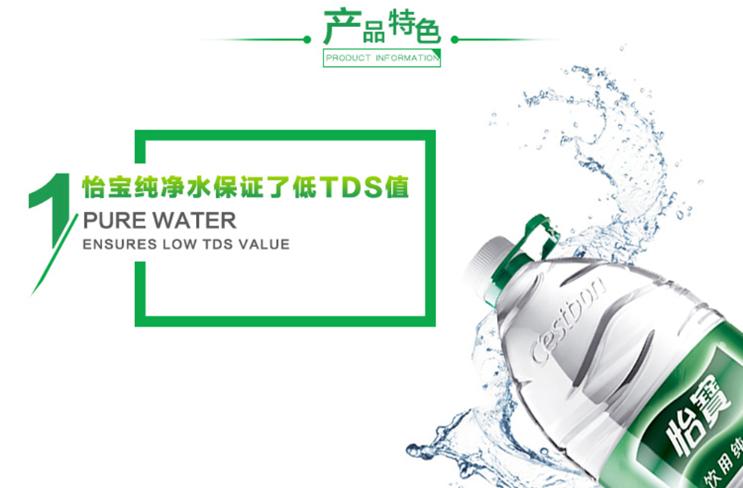 产品特色
PRODUCT INFORMATION
1
怡宝纯净水保证了低TDS值
PURE WATER
ENSURES LOW TDS VALUE
Cestbon
怡寶
饮用纯